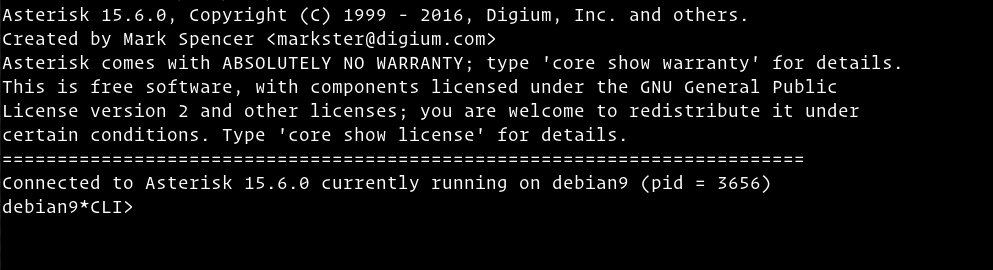 Asterisk 15.6.0, Copyright (C) 1999 - 2016, Digium, Inc. and others.
Created by Mark Spencer <markster@digium.com>
Asterisk comes with ABSOLUTELY NO WARRANTY; type 'core show warranty' for details.
This is free software, with components licensed under the GNU General Public
License version 2 and other licenses; you are welcome to redistribute it under
certain conditions. Type 'core show license' for details.
=========================================================================
Connected to Asterisk 15.6.0 currently running on debian9 (pid = 3656)
debian9*CLI>